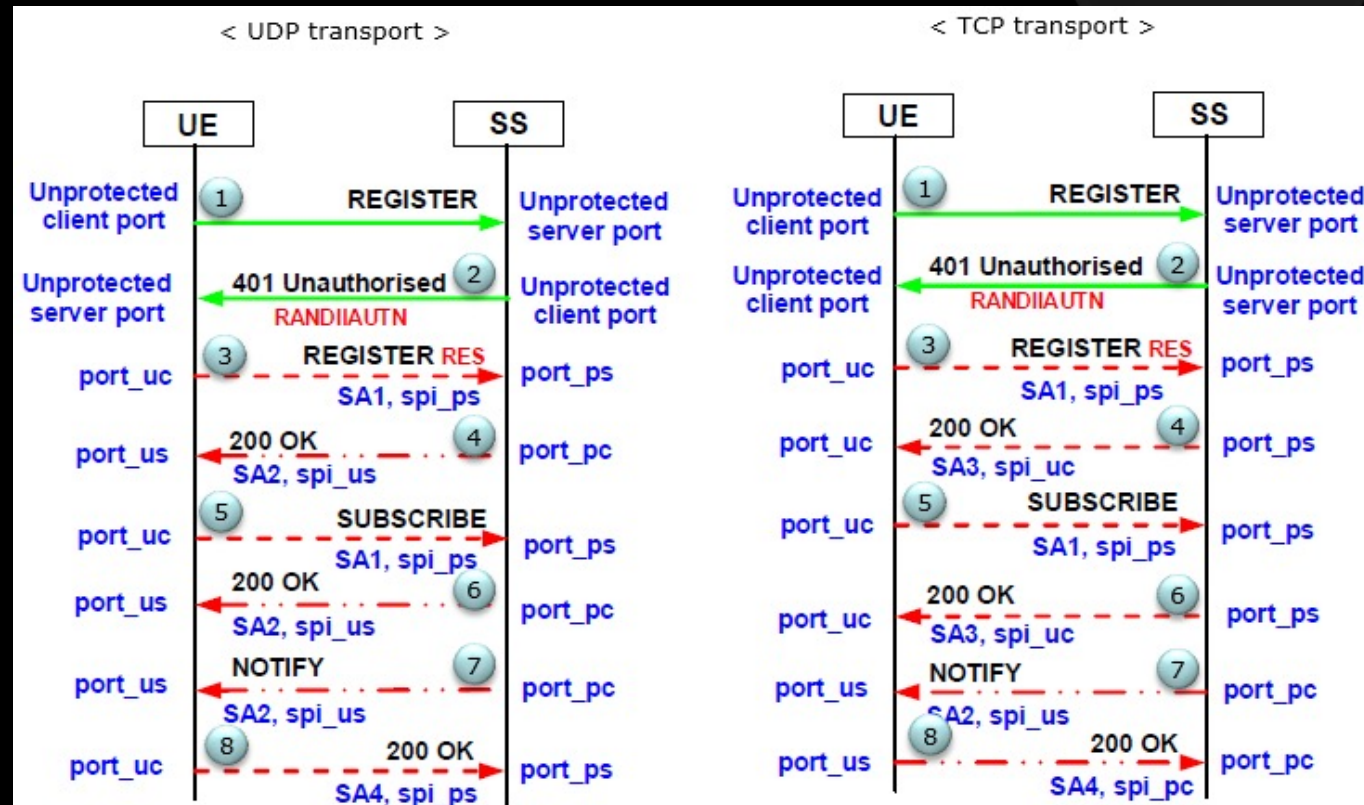 < UDP transport >
UE
SS
Unprotected
client port
1
REGISTER
Unprotected
server port
Unprotected
server port
401 Unauthorised
2
RANDIIAUTN
Unprotected
client port
port_uc
3
REGISTER RES
SA1, spi_ps
port_ps
port_us
200 OK
4
SA2, spi_us
port_pc
port_uc
5
SUBSCRIBE
SA1, spi_ps
port_ps
port_us
200 OK
6
SA2, spi_us
port_pc
port_us
NOTIFY
7
SA2, spi_us
port_pc
port_uc
8
200 OK
SA4, spi_ps
port_ps
< TCP transport >
UE
SS
Unprotected
client port
1
REGISTER
Unprotected
server port
Unprotected
client port
401 Unauthorised
2
RANDIIAUTN
Unprotected
server port
port_uc
3
REGISTER RES
SA1, spi_ps
port_ps
port_uc
200 OK
4
SA3, spi_uc
port_ps
port_uc
5
SUBSCRIBE
SA1, spi_ps
port_ps
port_uc
200 OK
6
SA3, spi_uc
port_ps
port_us
NOTIFY
7
SA2, spi_us
port_pc
port_us
8
200 OK
SA4, spi_pc
port_pc